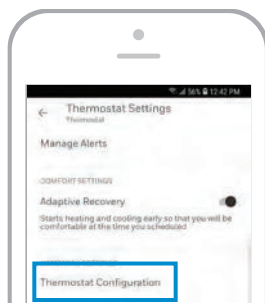 56% 12:42 PM
Thermostat Settings
Thermostat
Manage Alerts
COMFORT SETTINGS
Adaptive Recovery
Starts heating and cooling early so that you will be
comfortable at the time you scheduled
Thermostat Configuration